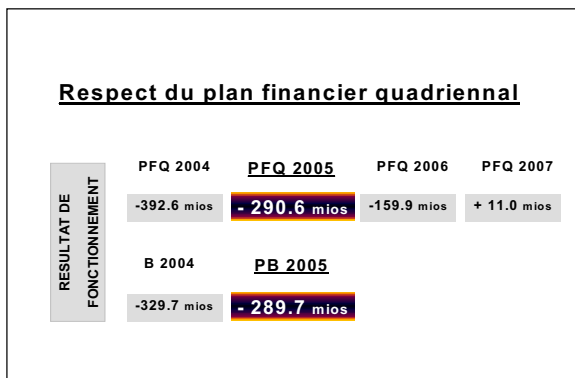 Respect du plan financier quadriennal
RESULTAT DE
FONCTIONNEMENT
PFQ 2004 PFQ 2005 PFQ 2006 PFQ 2007
-392.6 mios - 290.6 mios -159.9 mios + 11.0 mios
B 2004 PB 2005
-329.7 mios - 289.7 mios